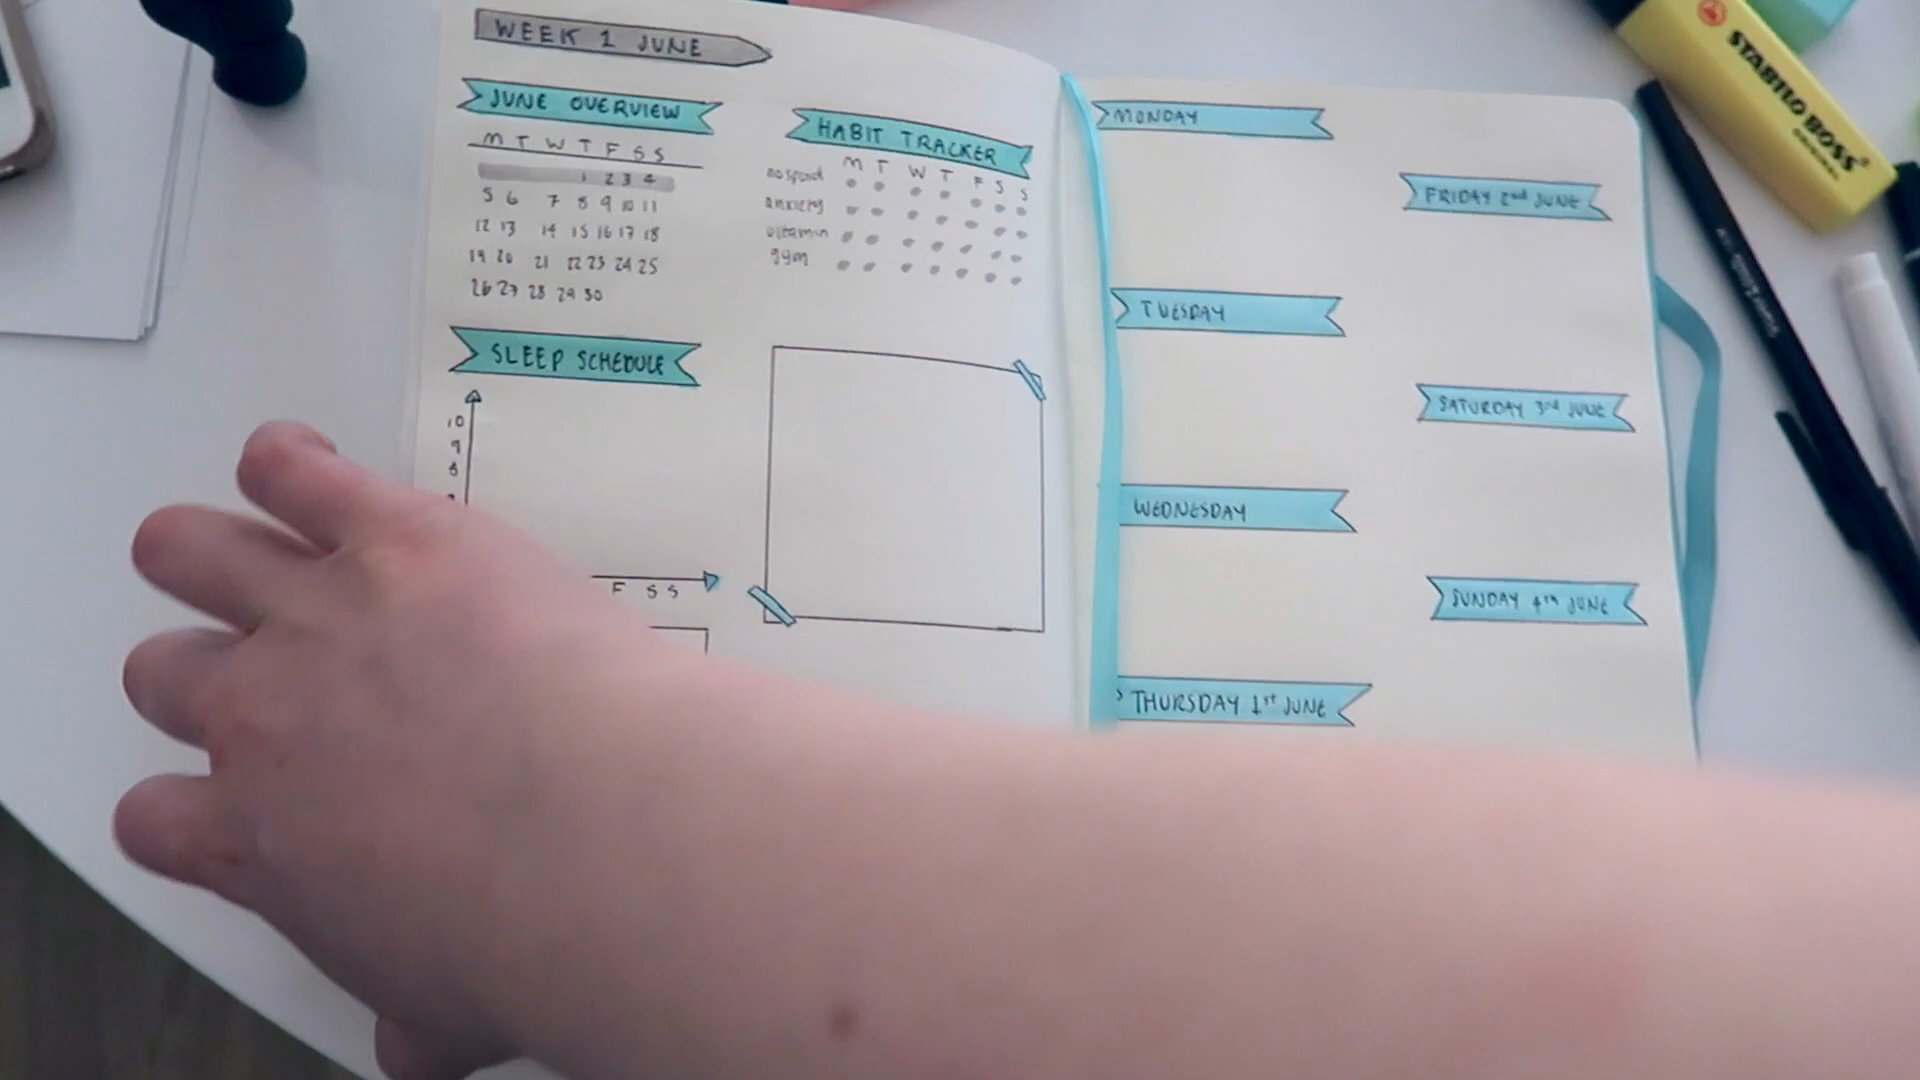 WEEK 1 JUNE
JUNE OVERVIEW
M T W T F S S
1 2 3 4
5 6 7 8 9 10 11
12 13 14 15 16 17 18
19 20 21 22 23 24 25
26 27 28 29 30
HABIT TRACKER
M T W T F S S
no spend
anxiety
vitamin
gym
SLEEP SCHEDULE
10
9
8
F S S
MONDAY
TUESDAY
WEDNESDAY
THURSDAY 1st JUNE
FRIDAY 2nd JUNE
SATURDAY 3rd JUNE
SUNDAY 4th JUNE
STABILO BOSS